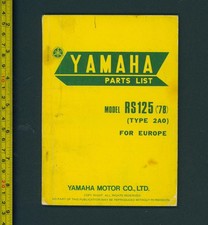 YAMAHA
PARTS LIST
MODEL RS125 ('78)
(TYPE 2A0)
FOR EUROPE
YAMAHA MOTOR CO., LTD.